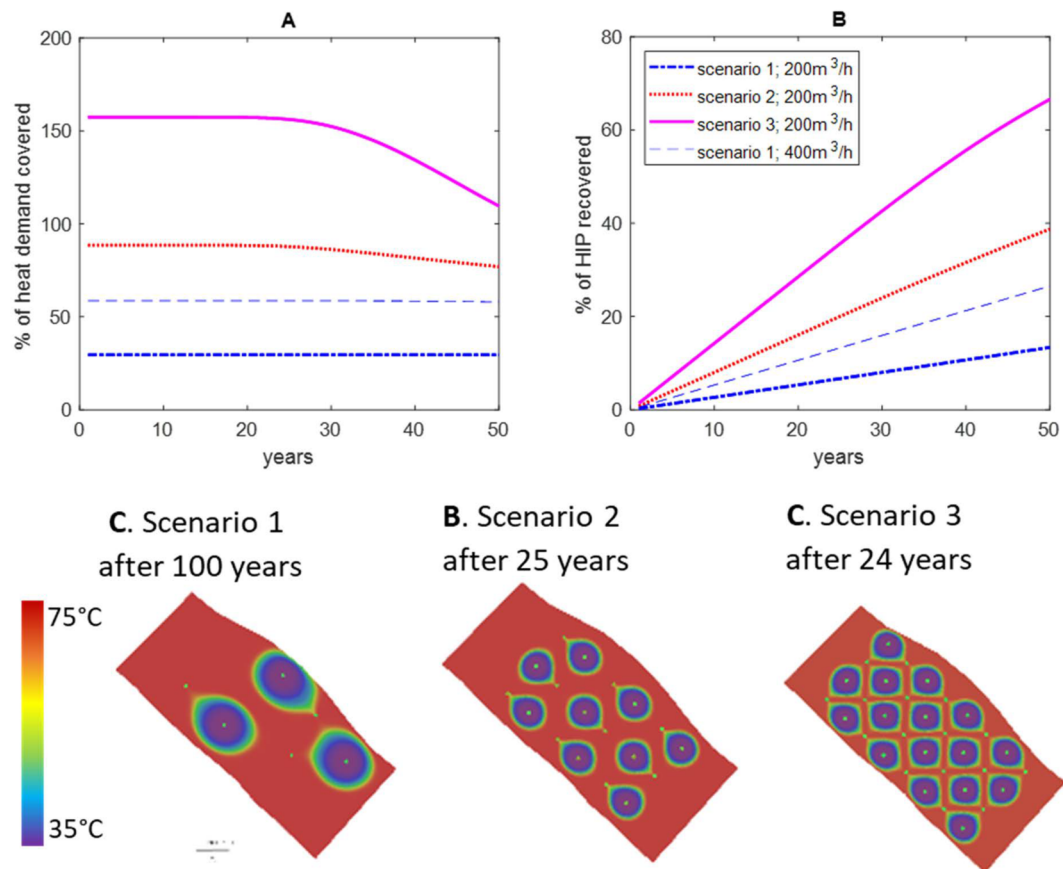 A
200
150
100
50
0
% of heat demand covered
0 10 20 30 40 50
years
B
80
60
40
20
0
% of HIP recovered
scenario 1; 200m³/h
scenario 2; 200m³/h
scenario 3; 200m³/h
scenario 1; 400m³/h
0 10 20 30 40 50
years
C. Scenario 1
after 100 years
B. Scenario 2
after 25 years
C. Scenario 3
after 24 years
75°C
35°C